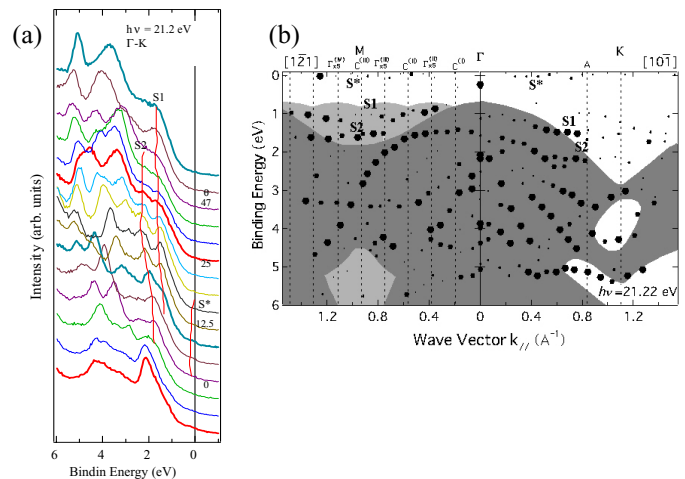 (a)
hν = 21.2 eV
Γ-K
S1
S2
0
47
25
S*
12.5
0
Intensity (arb. units)
6 4 2 0
Bindin Energy (eV)
(b)
[12̄1] M Γ K [101̄]
C(III) C(II) C(I) A
S* S*
S1 S1
S2 S2
0
1
2
3
4
5
6
Binding Energy (eV)
hν=21.22 eV
1.2 0.8 0.4 0 0.4 0.8 1.2
Wave Vector k// (A⁻¹)